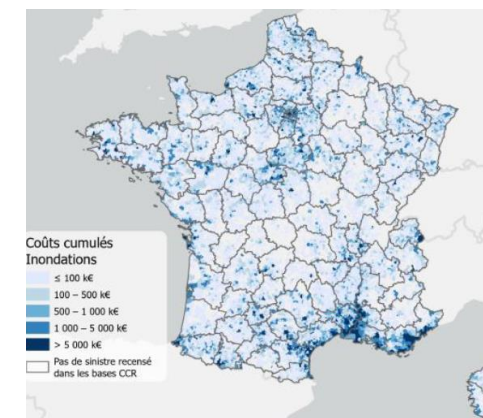 Coûts cumulés
Inondations
≤ 100 k€
100 – 500 k€
500 – 1 000 k€
1 000 – 5 000 k€
> 5 000 k€
Pas de sinistre recensé
dans les bases CCR